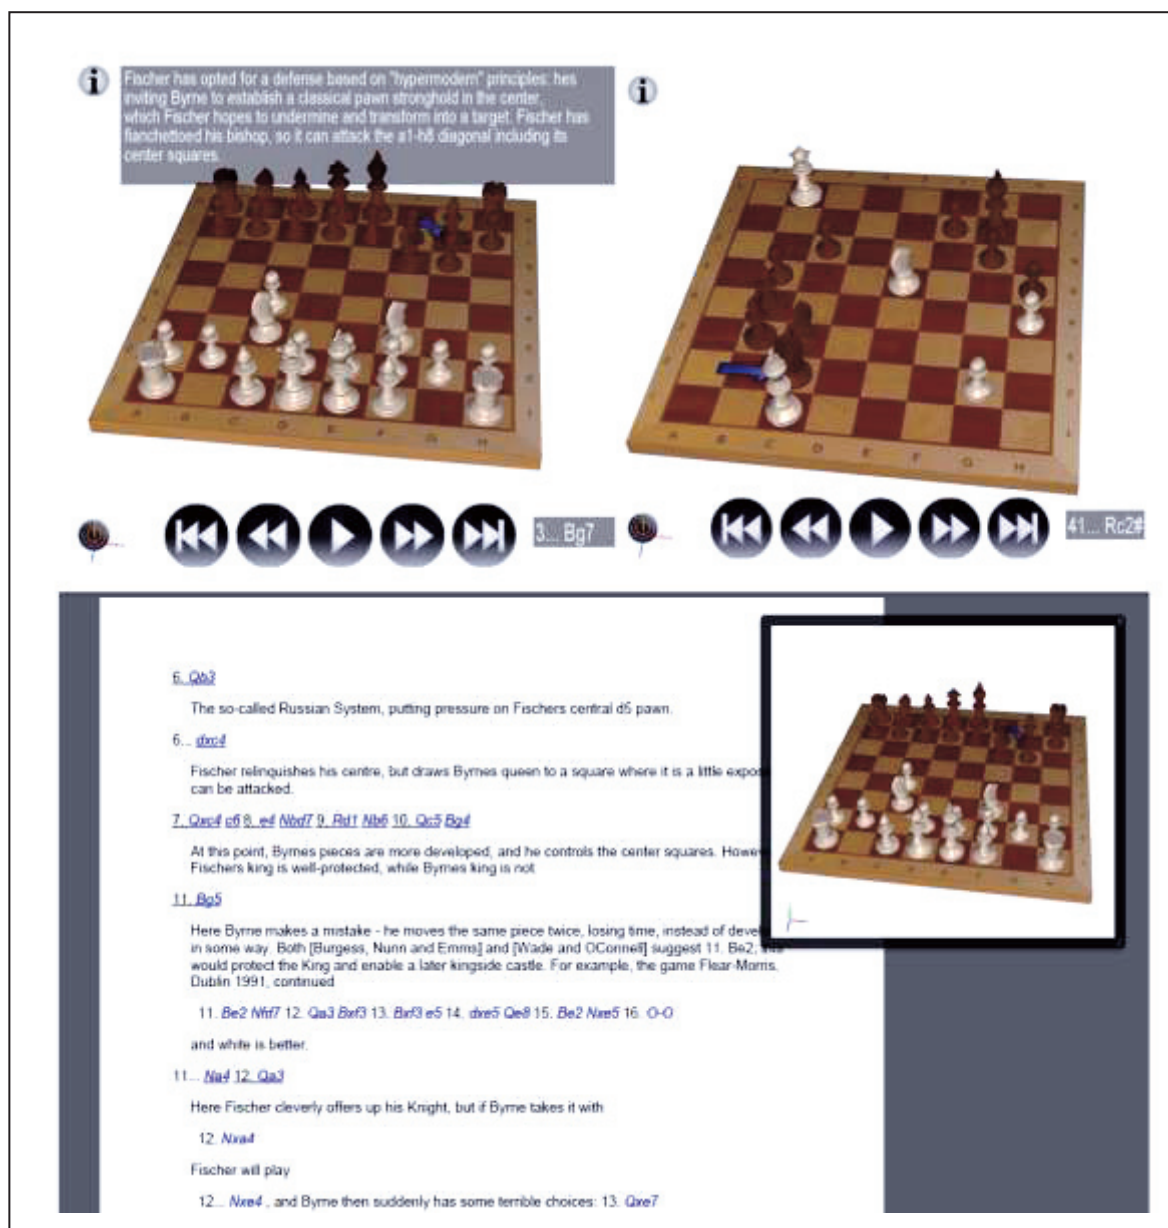 Fischer has opted for a defense based on "hypermodern" principles: hes
inviting Byrne to establish a classical pawn stronghold in the center,
which Fischer hopes to undermine and transform into a target. Fischer has
fianchettoed his bishop, so it can attack the a1-h8 diagonal including its
center squares.
3... Bg7
41... Rc2#
6. Qb3
The so-called Russian System, putting pressure on Fischers central d5 pawn.
6... dxc4
Fischer relinquishes his centre, but draws Byrnes queen to a square where it is a little
can be attacked.
7. Qxc4 c6 8. e4 Nbd7 9. Rd1 Nb6 10. Qc5 Bg4
At this point, Byrnes pieces are more developed, and he controls the center squares.
Fischers king is well-protected, while Byrnes king is not
11. Bg5
Here Byrne makes a mistake - he moves the same piece twice, losing time, instead of
in some way. Both [Burgess, Nunn and Emms] and [Wade and OConnell] suggest 11. Be2,
would protect the King and enable a later kingside castle. For example, the game Flear-Morris,
Dublin 1991, continued
11. Be2 Nfd7 12. Qa3 Bxf3 13. Bxf3 e5 14. dxe5 Qe8 15. Be2 Nxe5 16. O-O
and white is better.
11... Na4 12. Qa3
Here Fischer cleverly offers up his Knight, but if Byrne takes it with
12. Nxa4
Fischer will play
12... Nxe4 , and Byrne then suddenly has some terrible choices: 13. Qxe7